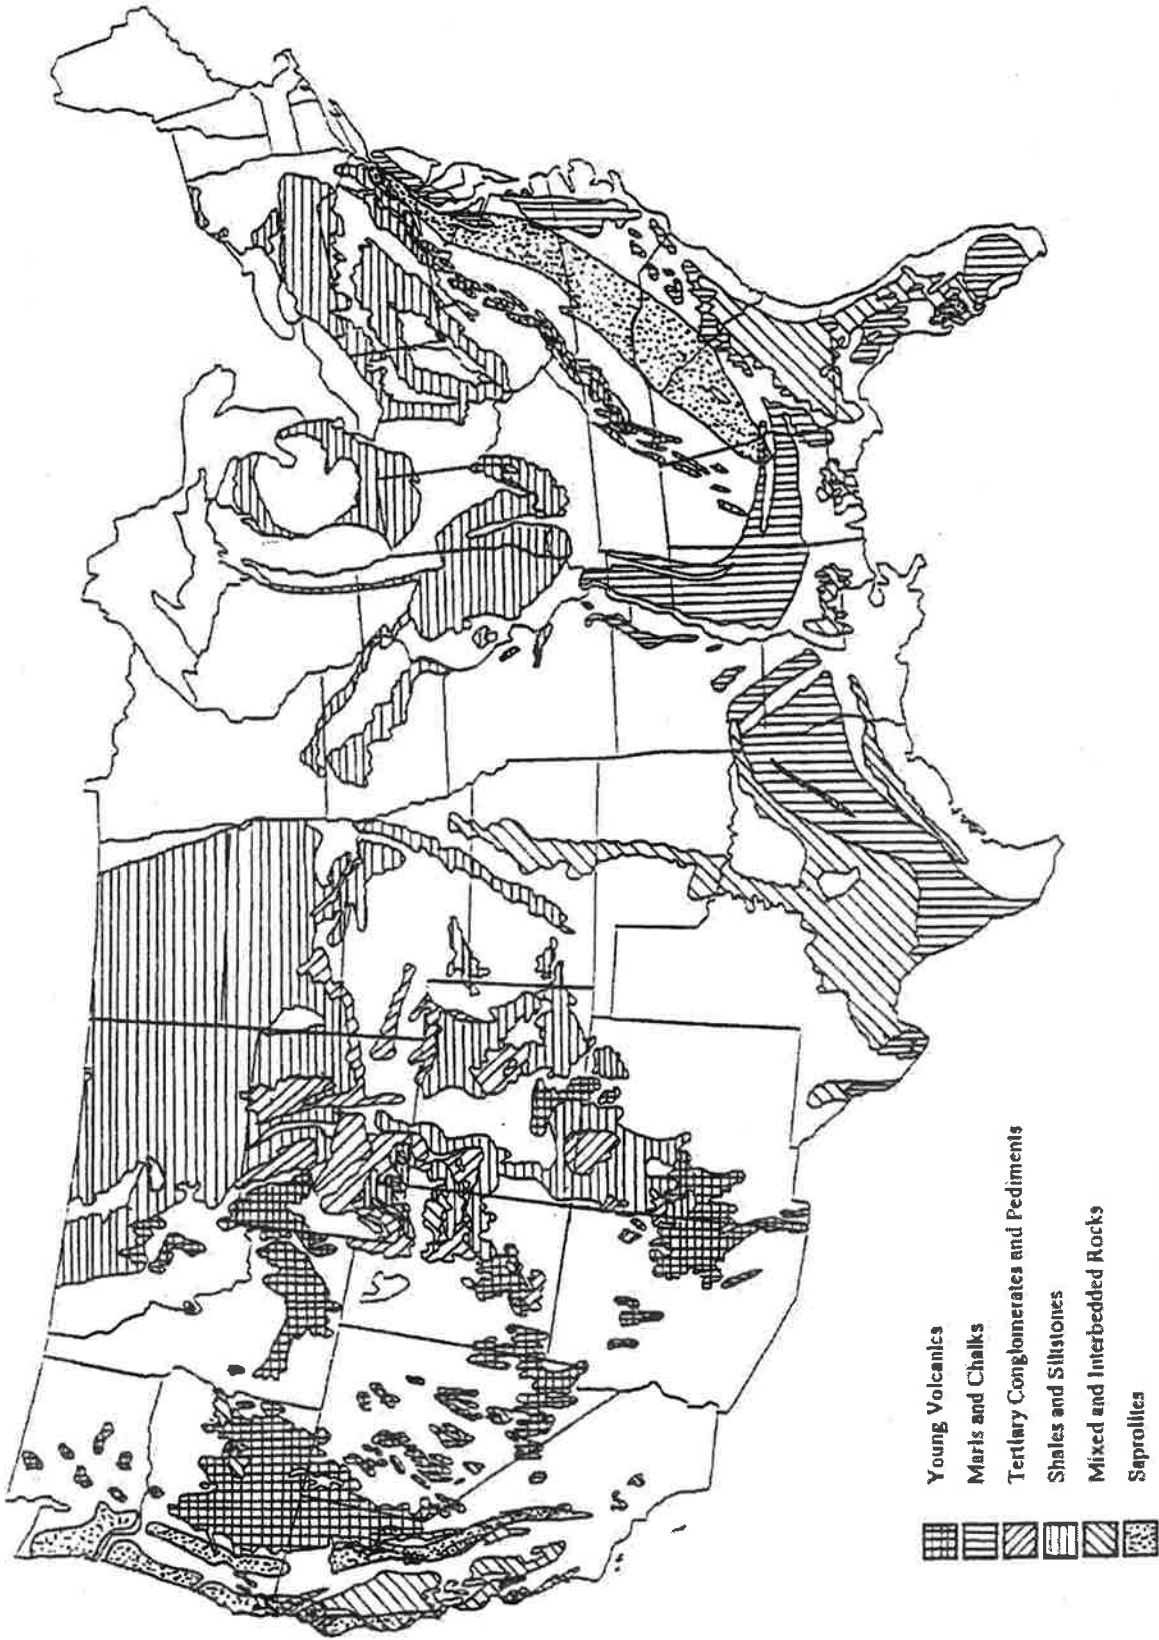 Young Volcanics
Marls and Chalks
Tertiary Conglomerates and Pediments
Shales and Siltstones
Mixed and Interbedded Rocks
Saprolites